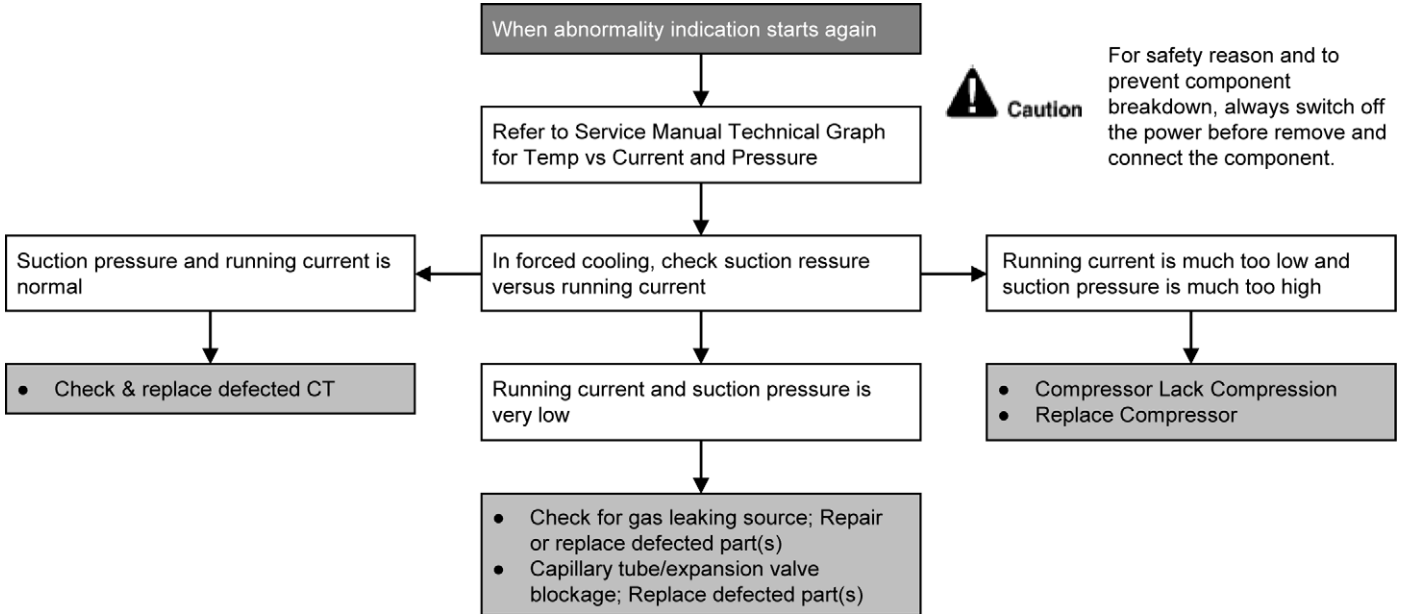 When abnormality indication starts again
Caution
For safety reason and to
prevent component
breakdown, always switch off
the power before remove and
connect the component.
Refer to Service Manual Technical Graph
for Temp vs Current and Pressure
Suction pressure and running current is
normal
In forced cooling, check suction ressure
versus running current
Running current is much too low and
suction pressure is much too high
● Check & replace defected CT
Running current and suction pressure is
very low
● Compressor Lack Compression
● Replace Compressor
● Check for gas leaking source; Repair
or replace defected part(s)
● Capillary tube/expansion valve
blockage; Replace defected part(s)